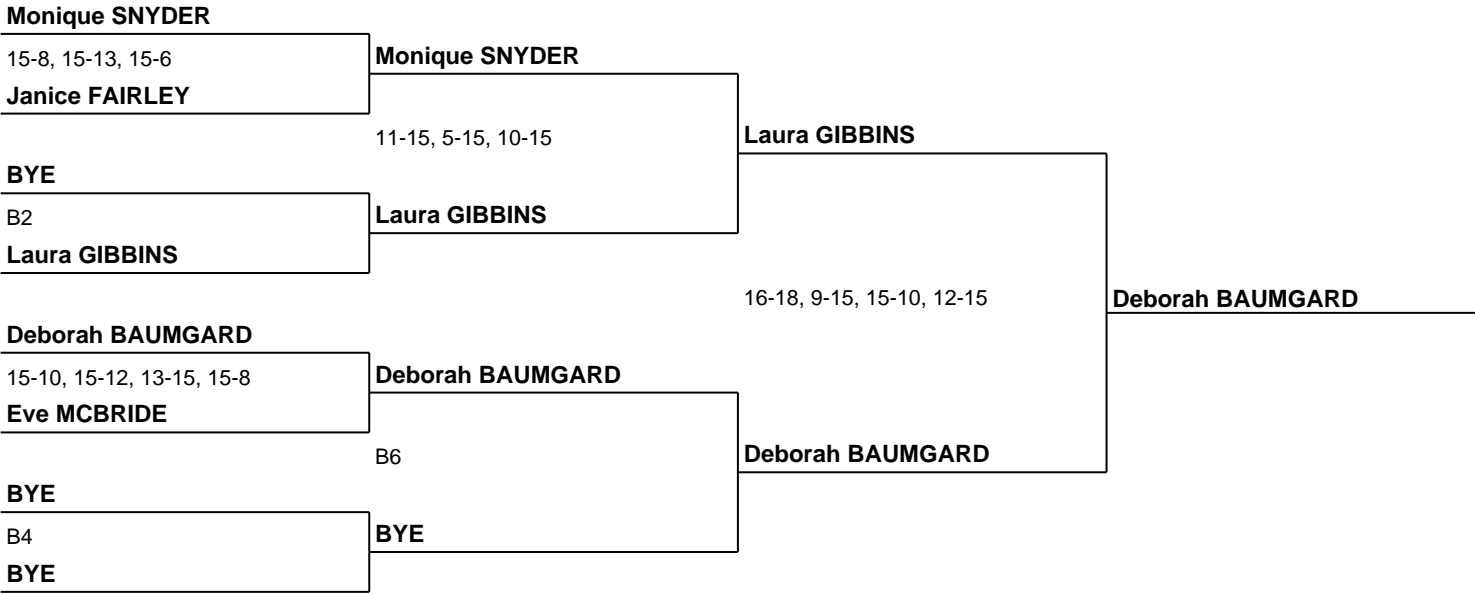 Monique SNYDER
15-8, 15-13, 15-6
Janice FAIRLEY
BYE
B2
Laura GIBBINS
Deborah BAUMGARD
15-10, 15-12, 13-15, 15-8
Eve MCBRIDE
BYE
B4
BYE
Monique SNYDER
11-15, 5-15, 10-15
Laura GIBBINS
Deborah BAUMGARD
B6
BYE
Laura GIBBINS
16-18, 9-15, 15-10, 12-15
Deborah BAUMGARD
Deborah BAUMGARD